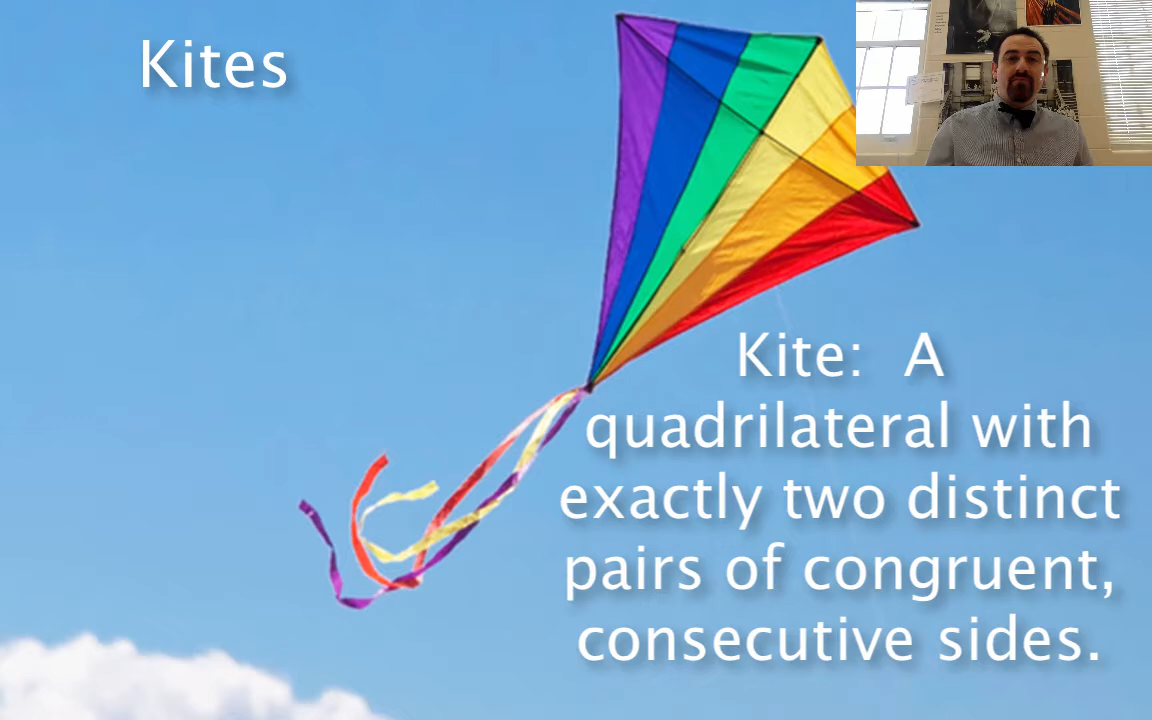 Kites
Kite:  A
quadrilateral with
exactly two distinct
pairs of congruent,
consecutive sides.